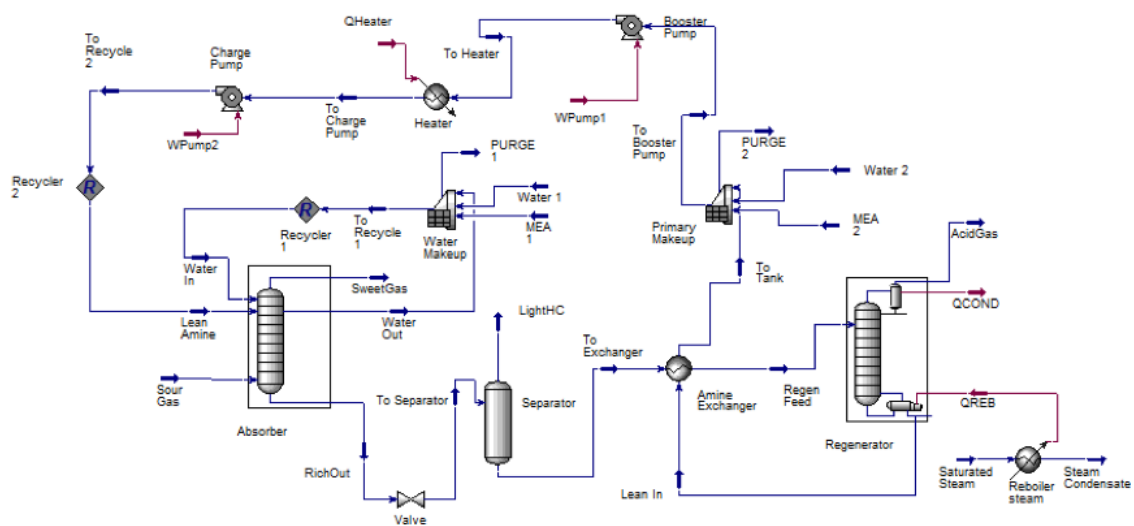 To
Recycle
2
Charge
Pump
QHeater
To Heater
Booster
Pump
WPump2
To
Charge
Pump
Heater
WPump1
To
Booster
Pump
PURGE
1
PURGE
2
Recycler
2
R
R
Recycler
1
To
Recycle
1
Water
Makeup
Water 1
MEA
1
Primary
Makeup
Water 2
MEA
2
AcidGas
Water
In
SweetGas
To
Tank
QCOND
Lean
Amine
Water
Out
LightHC
To
Exchanger
Sour
Gas
Absorber
To Separator
Separator
Amine
Exchanger
Regen
Feed
QREB
Regenerator
RichOut
Valve
Lean In
Saturated
Steam
Reboiler
steam
Steam
Condensate